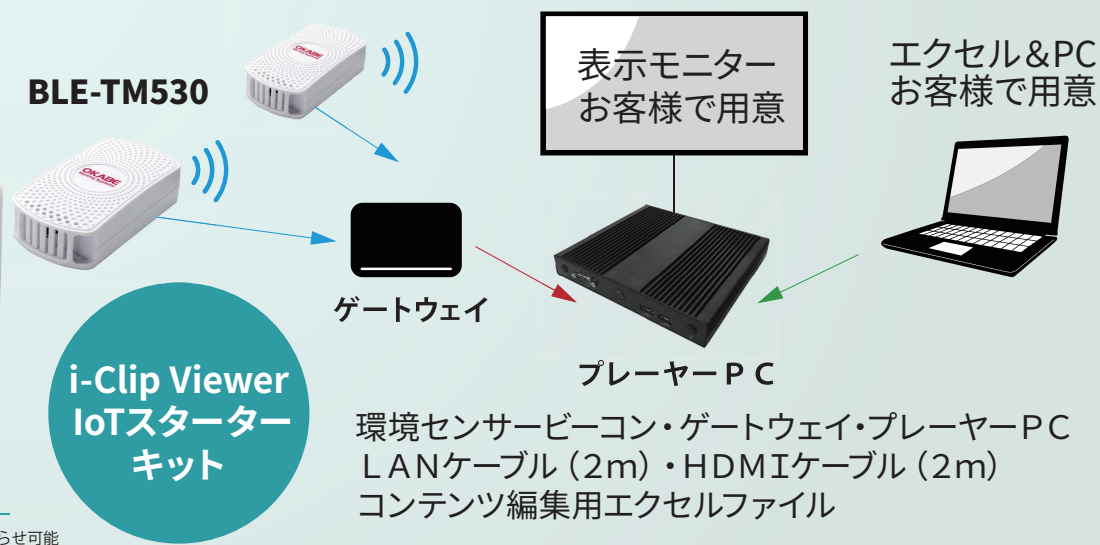 BLE-TM530
OKABE
OKABE
表示モニター
お客様で用意
エクセル&PC
お客様で用意
ゲートウェイ
プレーヤーPC
i-Clip Viewer
IoTスターター
キット
環境センサービーコン・ゲートウェイ・プレーヤーPC
LANケーブル(2m)・HDMIケーブル(2m)
コンテンツ編集用エクセルファイル
らせ可能